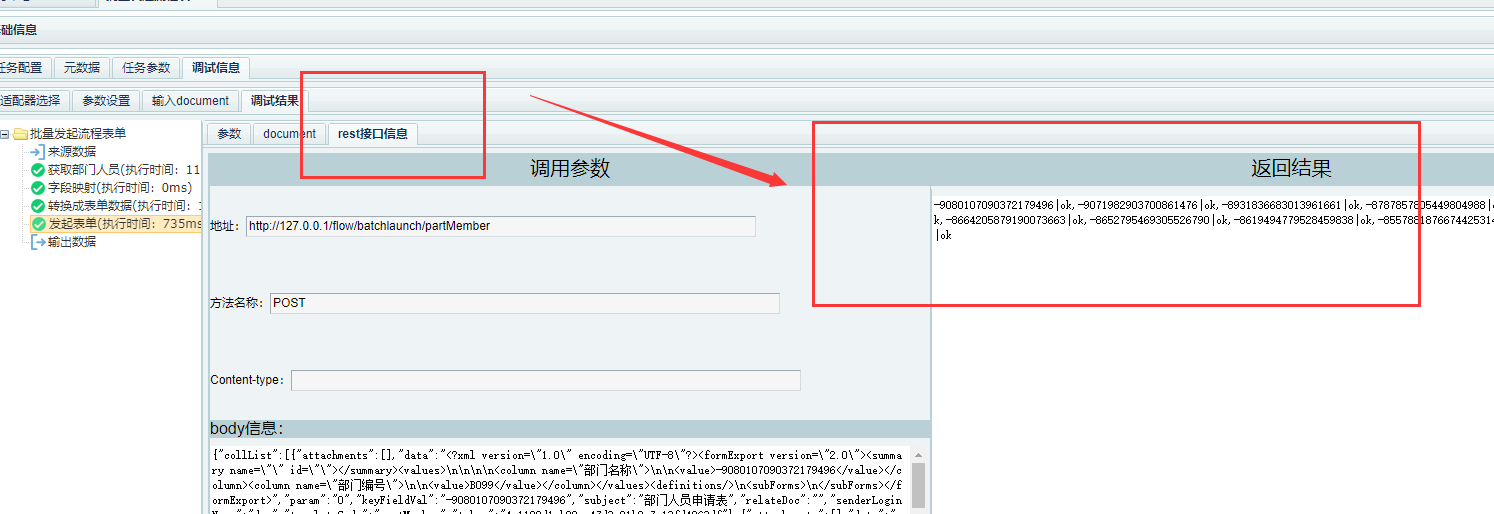 础信息
任务配置 元数据 任务参数 调试信息
适配器选择 参数设置 输入document 调试结果
批量发起流程表单
来源数据
获取部门人员(执行时间: 11
字段映射(执行时间: 0ms)
转换成表单数据(执行时间:
发起表单(执行时间: 735ms
输出数据
参数 document rest接口信息
调用参数
地址: http://127.0.0.1/flow/batchlaunch/partMember
方法名称: POST
Content-type:
body信息:
{"collList":[{"attachments":[],"data":"<?xml version=\"1.0\" encoding=\"UTF-8\"?><formExport version=\"2.0\"><summa
ry name=\"\" id=\"\"></summary><values>\n\n\n\n<column name=\"部门名称\">\n\n<value>-9080107090372179496</value></c
olumn><column name=\"部门编号\">\n\n<value>B099</value></column></values><definitions/>\n<subForms>\n</subForms></f
ormExport>","param":"0","keyFieldVal":"-9080107090372179496","subject":"部门人员申请表","relateDoc":"","senderLogin
返回结果
-9080107090372179496|ok,-9071982903700861476|ok,-8931836683013961661|ok,-8787857805449804988|
k,-8664205879190073663|ok,-8652795469305526790|ok,-8619494779528459838|ok,-855788187667442531
|ok